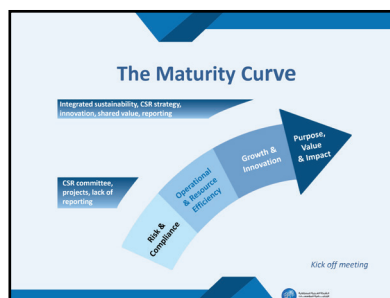 The Maturity Curve
Integrated sustainability, CSR strategy,
innovation, shared value, reporting
Purpose,
Value
& Impact
Growth &
Innovation
Operational
& Resource
Efficiency
CSR committee,
projects, lack of
reporting
Risk &
Compliance
Kick off meeting